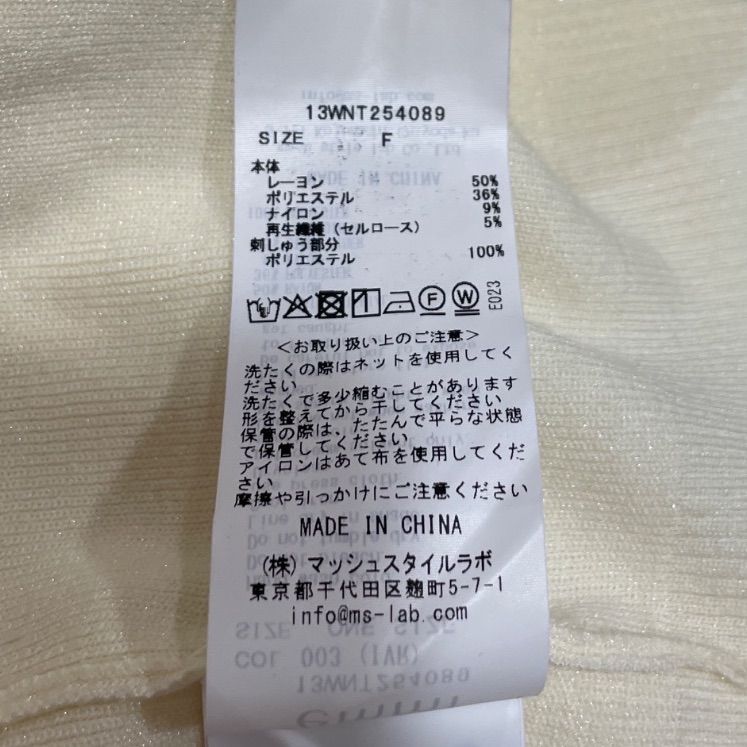 13WNT254089
SIZE F
本体
レーヨン 50%
ポリエステル 36%
ナイロン 9%
再生繊維(セルロース) 5%
刺しゅう部分
ポリエステル 100%
F W E023
<お取り扱い上のご注意>
洗たくの際はネットを使用してく
ださい
洗たくで多少縮むことがあります
形を整えてから干してください
保管の際は、たたんで平らな状態
で保管してください
アイロンはあて布を使用してくだ
さい
摩擦や引っかけにご注意ください
MADE IN CHINA
(株)マッシュスタイルラボ
東京都千代田区麹町5-7-1
info@ms-lab.com
SIZE ONE SIZE
COL 003 (IVR)
13WNT254089